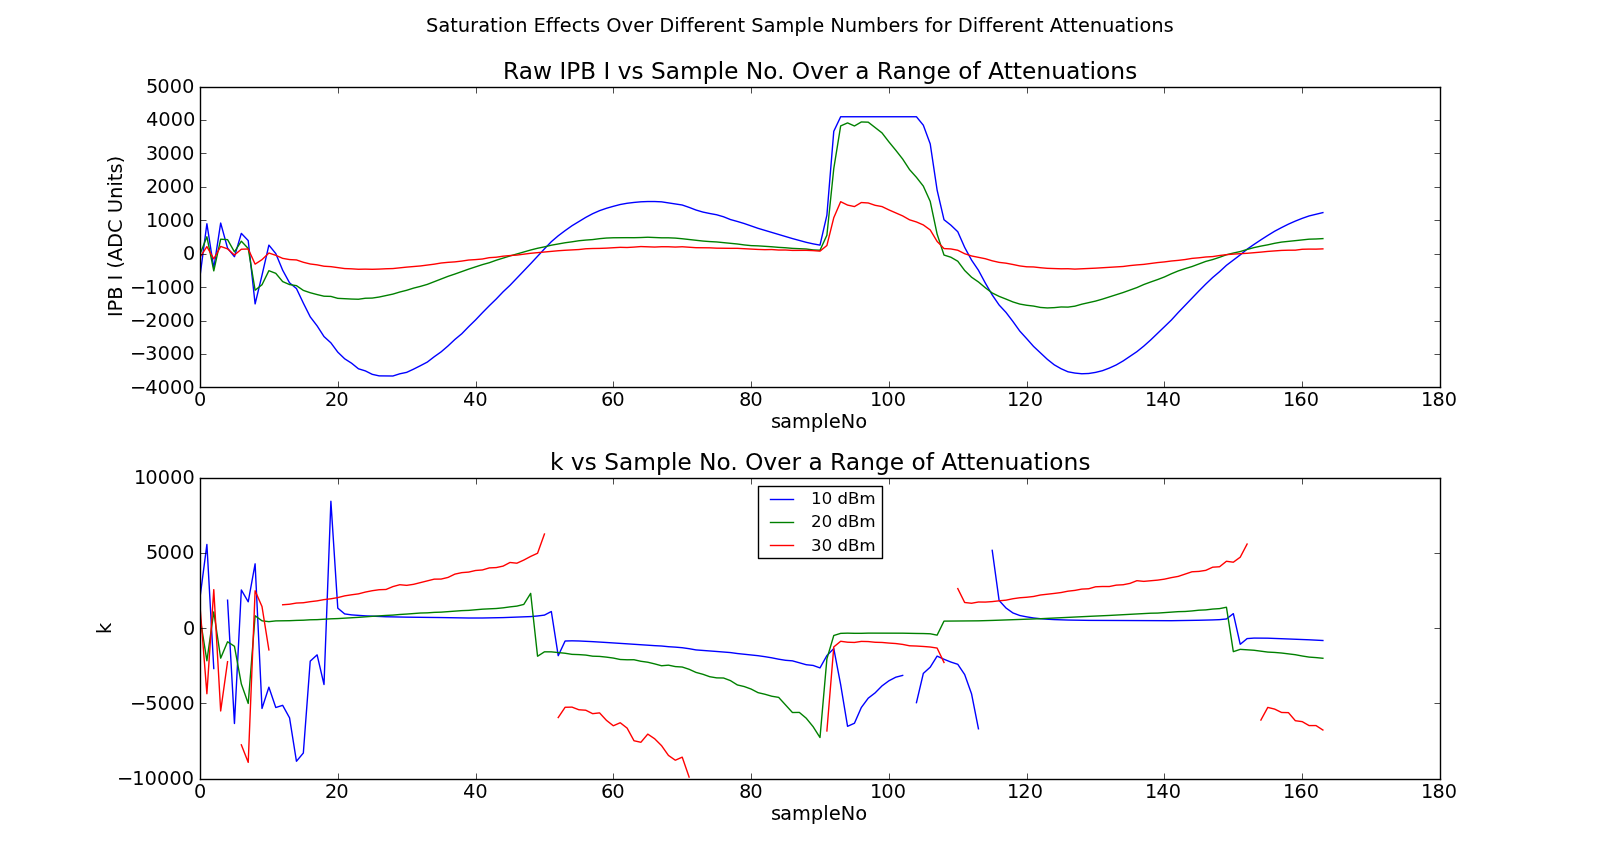 Saturation Effects Over Different Sample Numbers for Different Attenuations
Raw IPB I vs Sample No. Over a Range of Attenuations
5000
4000
3000
2000
1000
0
−1000
−2000
−3000
−4000
IPB I (ADC Units)
0 20 40 60 80 100 120 140 160 180
sampleNo
k vs Sample No. Over a Range of Attenuations
10000
5000
0
−5000
−10000
k
10 dBm
20 dBm
30 dBm
0 20 40 60 80 100 120 140 160 180
sampleNo